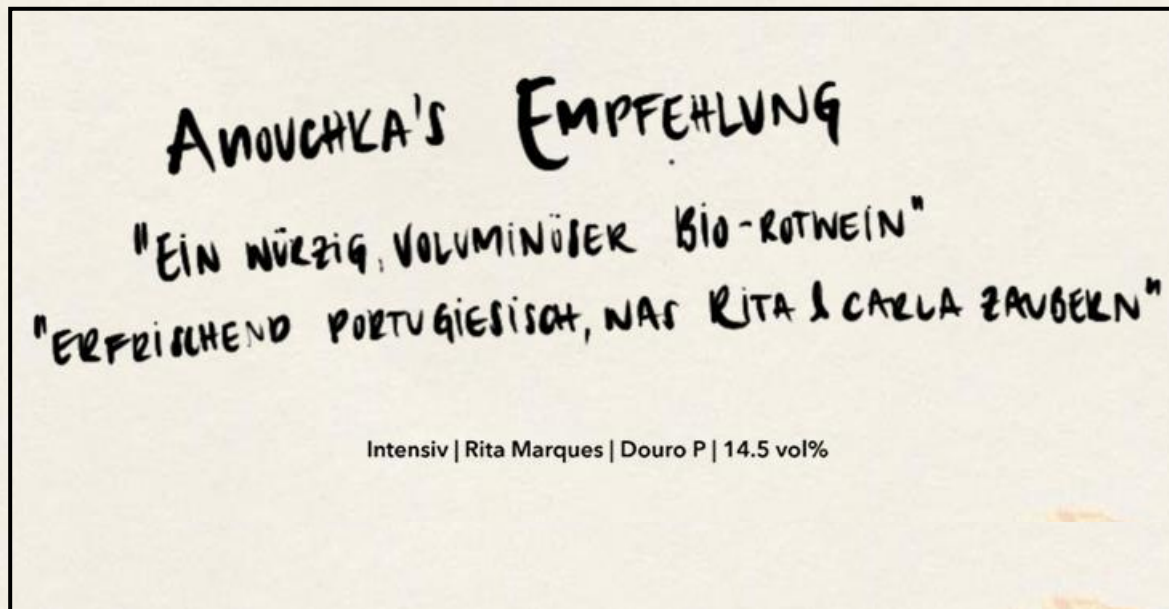 ANOUCHKA'S EMPFEHLUNG
"EIN WÜRZIG, VOLUMINÖSER BIO-ROTWEIN"
"ERFRISCHEND PORTUGIESISCH, WAS RITA & CARLA ZAUBERN"
Intensiv | Rita Marques | Douro P | 14.5 vol%